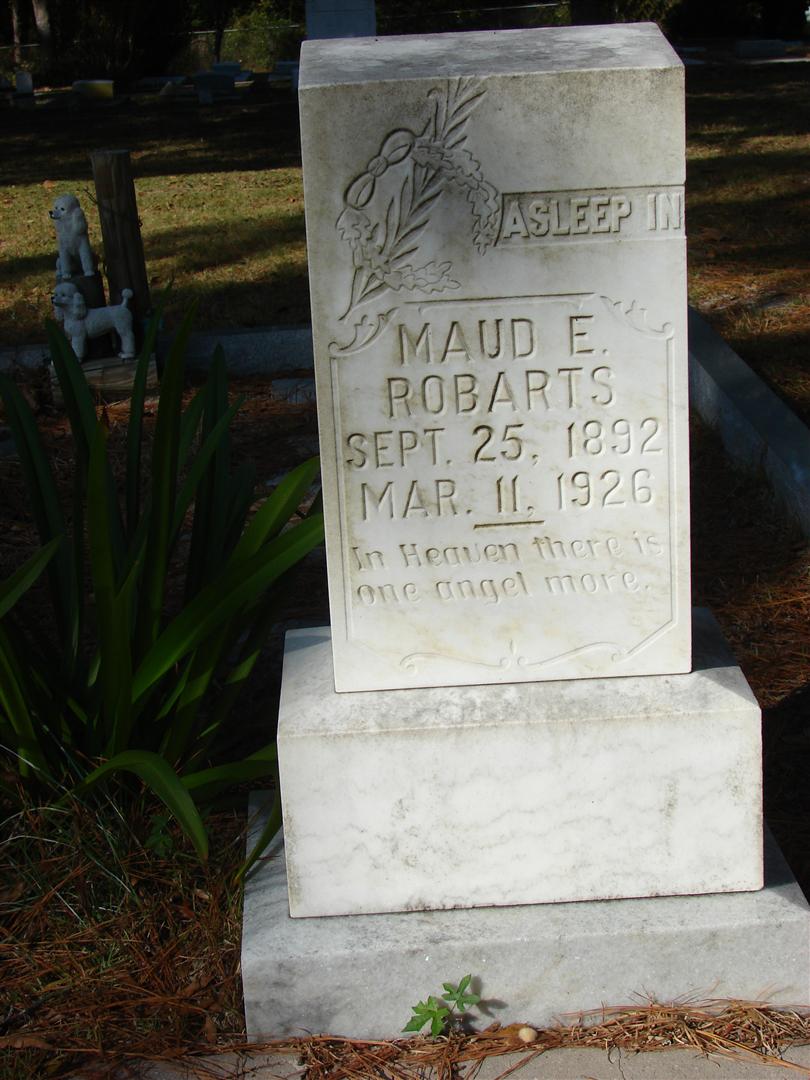 ASLEEP IN
MAUD E.
ROBARTS
SEPT. 25, 1892
MAR. 11, 1926
In Heaven there is
one angel more.